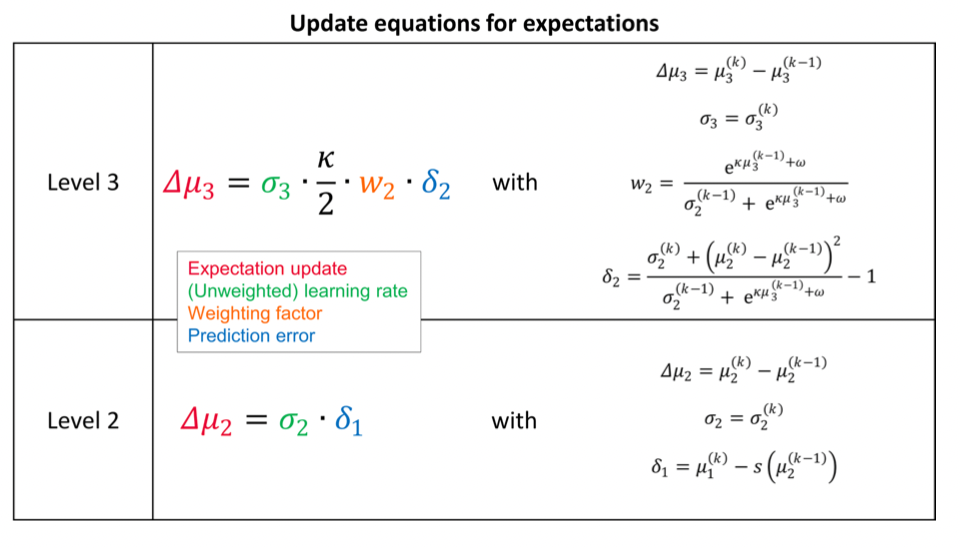 Update equations for expectations
Level 3
Δμ₃ = σ₃ · κ/2 · w₂ · δ₂
with
Δμ₃ = μ₃^(k) − μ₃^(k−1)
σ₃ = σ₃^(k)
w₂ = e^(κμ₃^(k−1)+ω) / (σ₂^(k−1) + e^(κμ₃^(k−1)+ω))
δ₂ = (σ₂^(k) + (μ₂^(k) − μ₂^(k−1))²) / (σ₂^(k−1) + e^(κμ₃^(k−1)+ω)) − 1
Expectation update
(Unweighted) learning rate
Weighting factor
Prediction error
Level 2
Δμ₂ = σ₂ · δ₁
with
Δμ₂ = μ₂^(k) − μ₂^(k−1)
σ₂ = σ₂^(k)
δ₁ = μ₁^(k) − s(μ₂^(k−1))